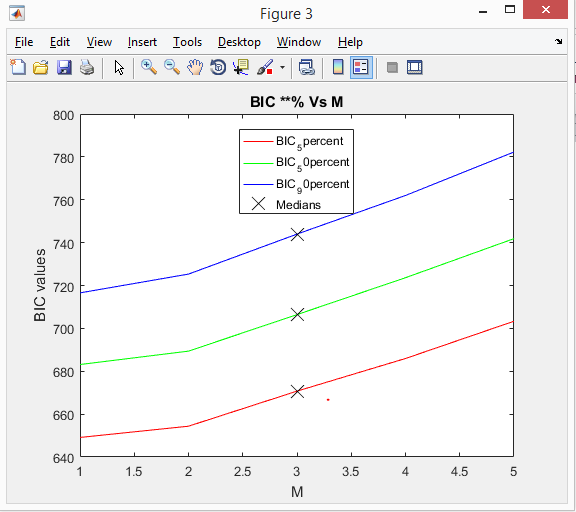 Figure 3
File Edit View Insert Tools Desktop Window Help
BIC **% Vs M
BIC5percent
BIC50percent
BIC90percent
Medians
800
780
760
740
720
700
680
660
640
BIC values
1 1.5 2 2.5 3 3.5 4 4.5 5
M